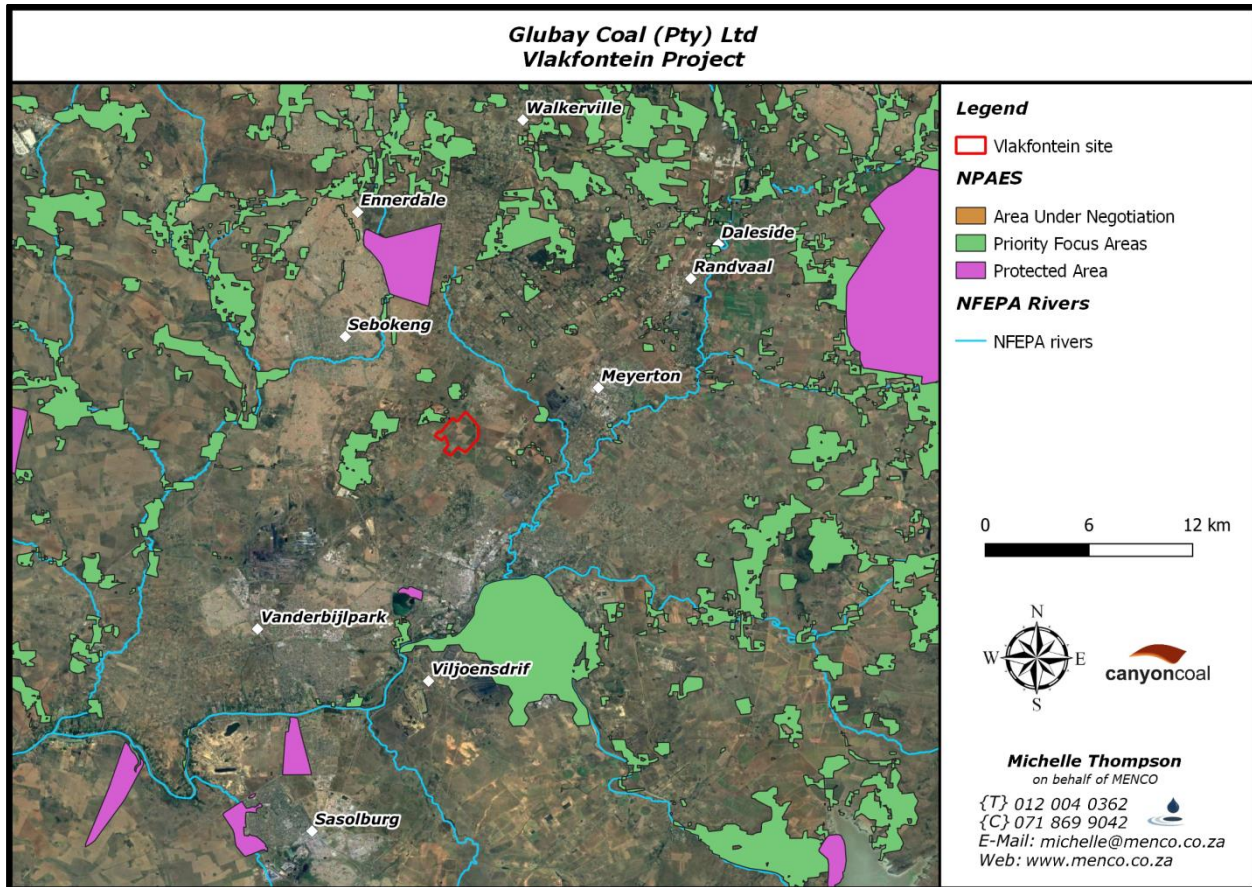 Glubay Coal (Pty) Ltd
Vlakfontein Project
Walkerville
Ennerdale
Daleside
Randvaal
Sebokeng
Meyerton
Vanderbijlpark
Viljoensdrif
Sasolburg
Legend
Vlakfontein site
NPAES
Area Under Negotiation
Priority Focus Areas
Protected Area
NFEPA Rivers
NFEPA rivers
0 6 12 km
N
W E
S
canyoncoal
Michelle Thompson
on behalf of MENCO
{T} 012 004 0362
{C} 071 869 9042
E-Mail: michelle@menco.co.za
Web: www.menco.co.za